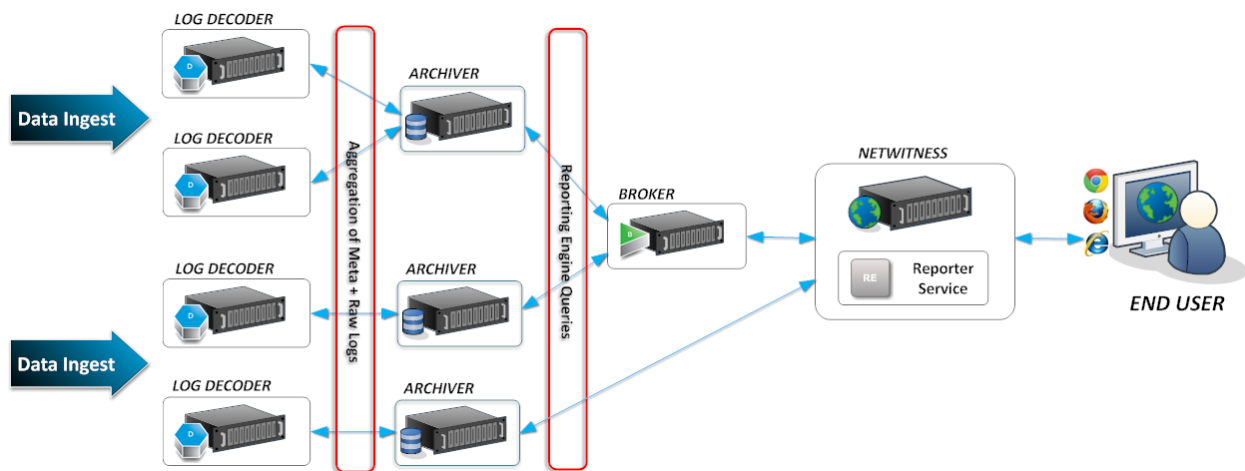 LOG DECODER
D
Data Ingest
LOG DECODER
D
Aggregation of Meta + Raw Logs
ARCHIVER
Reporting Engine Queries
BROKER
B
NETWITNESS
RE
Reporter
Service
END USER
LOG DECODER
D
Data Ingest
ARCHIVER
LOG DECODER
D
ARCHIVER